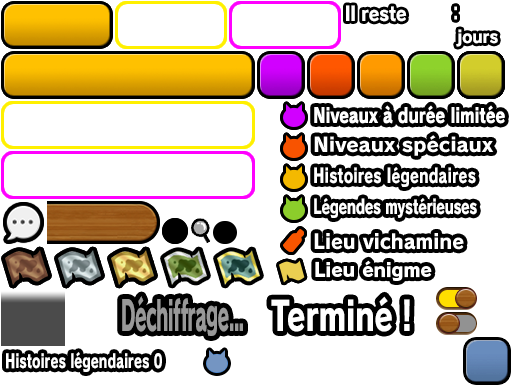 Il reste :
jours
Niveaux à durée limitée
Niveaux spéciaux
Histoires légendaires
Légendes mystérieuses
Lieu vichamine
Lieu énigme
Déchiffrage...
Terminé !
Histoires légendaires 0